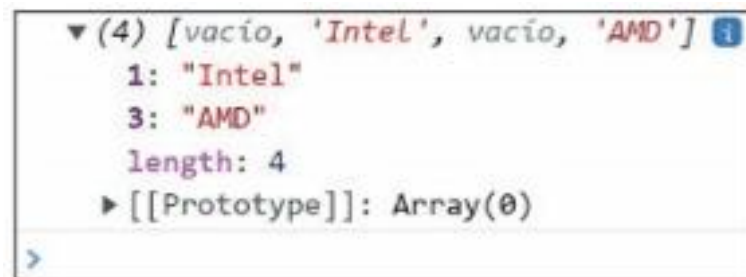 ▼(4) [vacío, 'Intel', vacío, 'AMD'] i
1: "Intel"
3: "AMD"
length: 4
▶[[Prototype]]: Array(0)
>